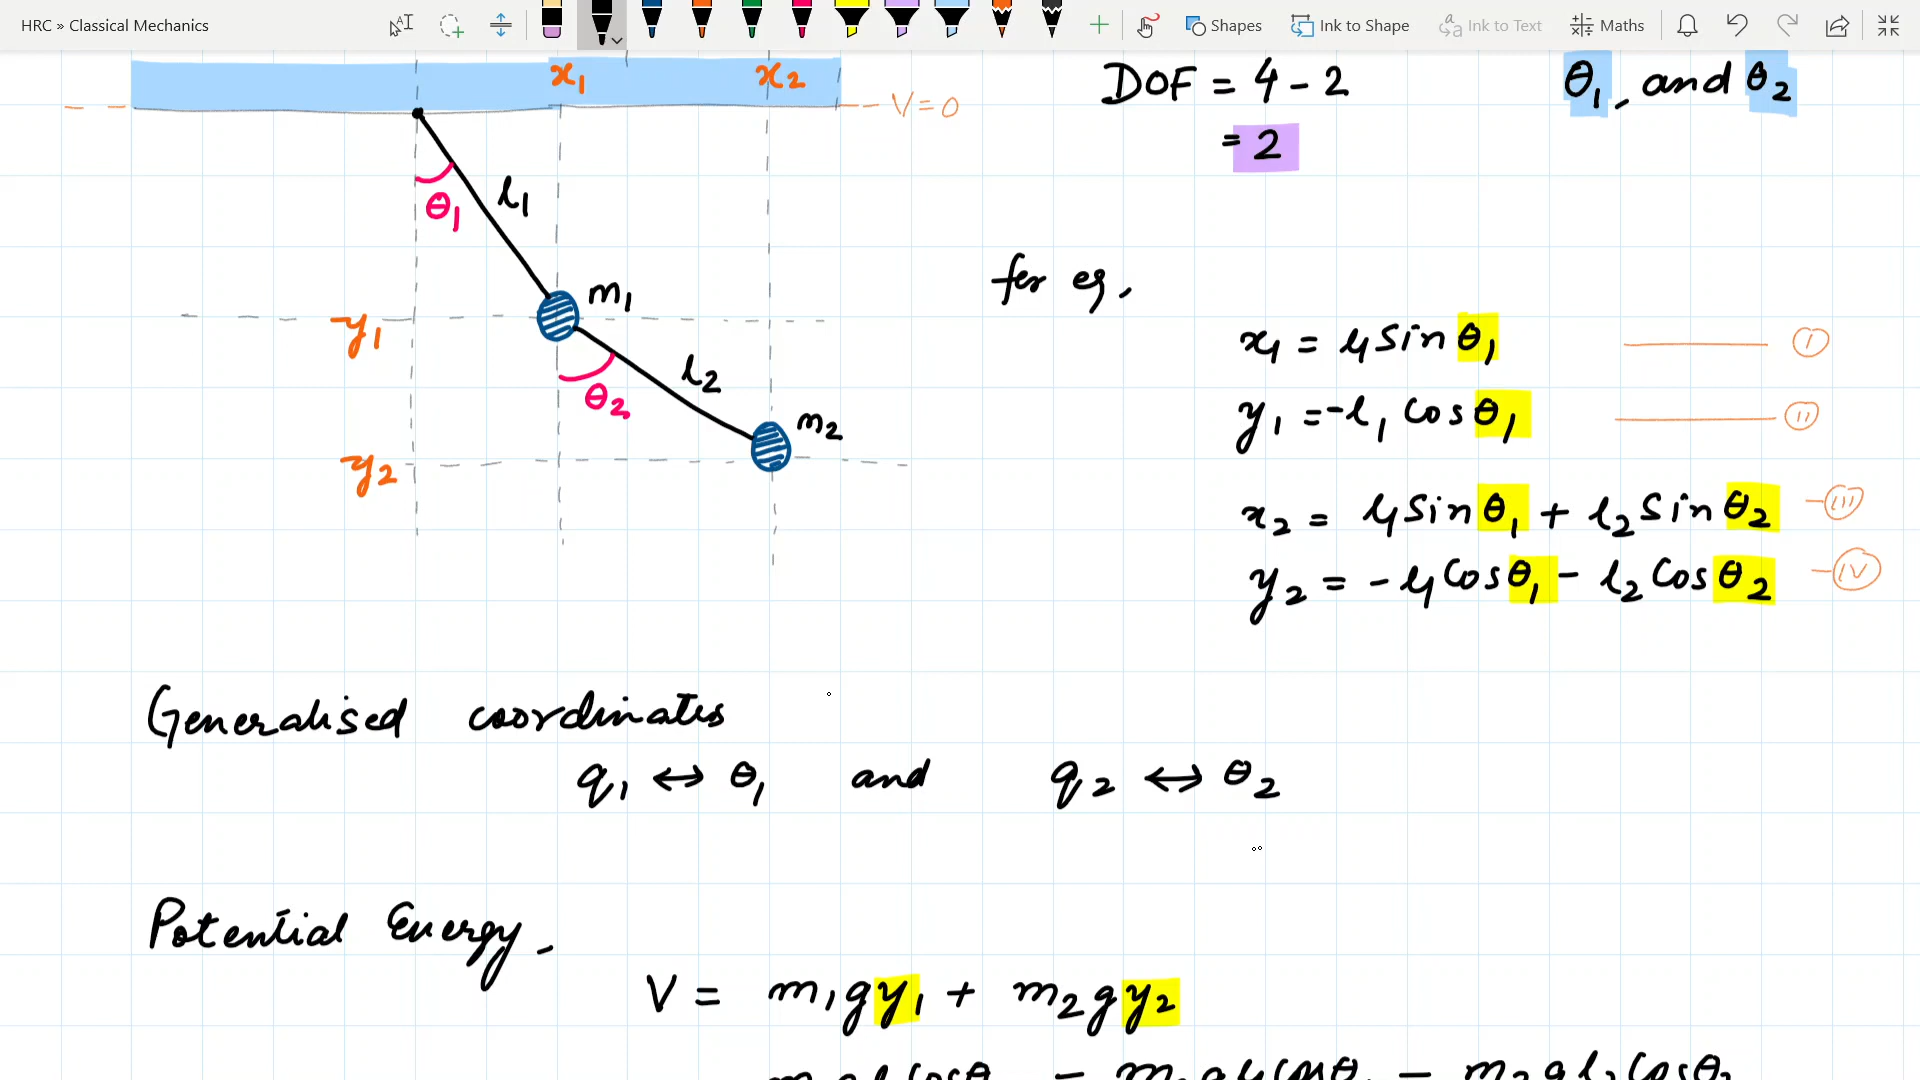 HRC » Classical Mechanics
Shapes
Ink to Shape
Ink to Text
Maths
x1
x2
V=0
DOF = 4 - 2
= 2
θ1, and θ2
θ1
l1
m1
-y1
θ2
l2
m2
-y2
for eg,
x1 = l1 sin θ1 (I)
y1 = -l1 cos θ1 (II)
x2 = l1 sin θ1 + l2 sin θ2 - (III)
y2 = - l1 cos θ1 - l2 cos θ2 - (IV)
Generalised coordinates
q1 ↔ θ1 and q2 ↔ θ2
Potential Energy,
V = m1gy1 + m2gy2